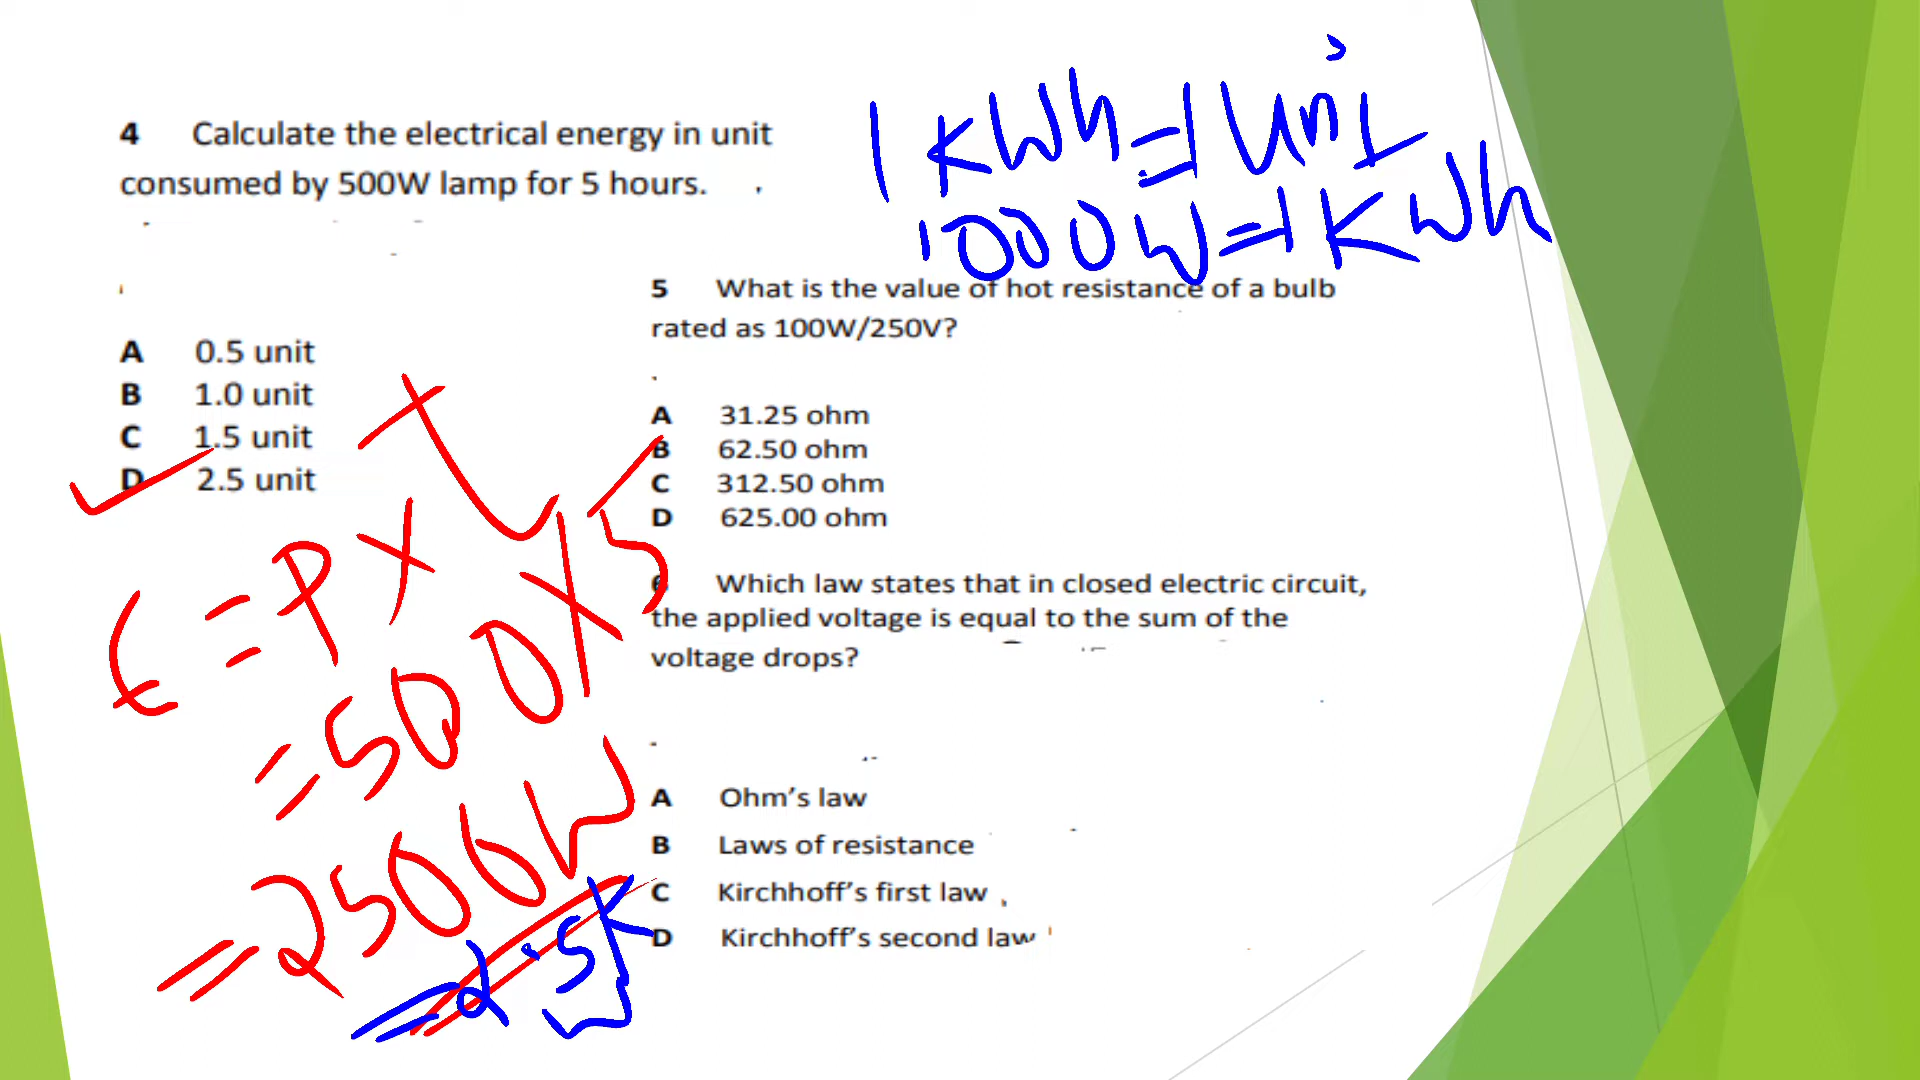 4 Calculate the electrical energy in unit
consumed by 500W lamp for 5 hours.
A 0.5 unit
B 1.0 unit
C 1.5 unit
D 2.5 unit
1 KWh = 1 Unit
1000W = 1 KWh
5 What is the value of hot resistance of a bulb
rated as 100W/250V?
A 31.25 ohm
B 62.50 ohm
C 312.50 ohm
D 625.00 ohm
6 Which law states that in closed electric circuit,
the applied voltage is equal to the sum of the
voltage drops?
A Ohm's law
B Laws of resistance
C Kirchhoff's first law
D Kirchhoff's second law
E = P X t
= 500 X 5
= 2500W
= 2.5K